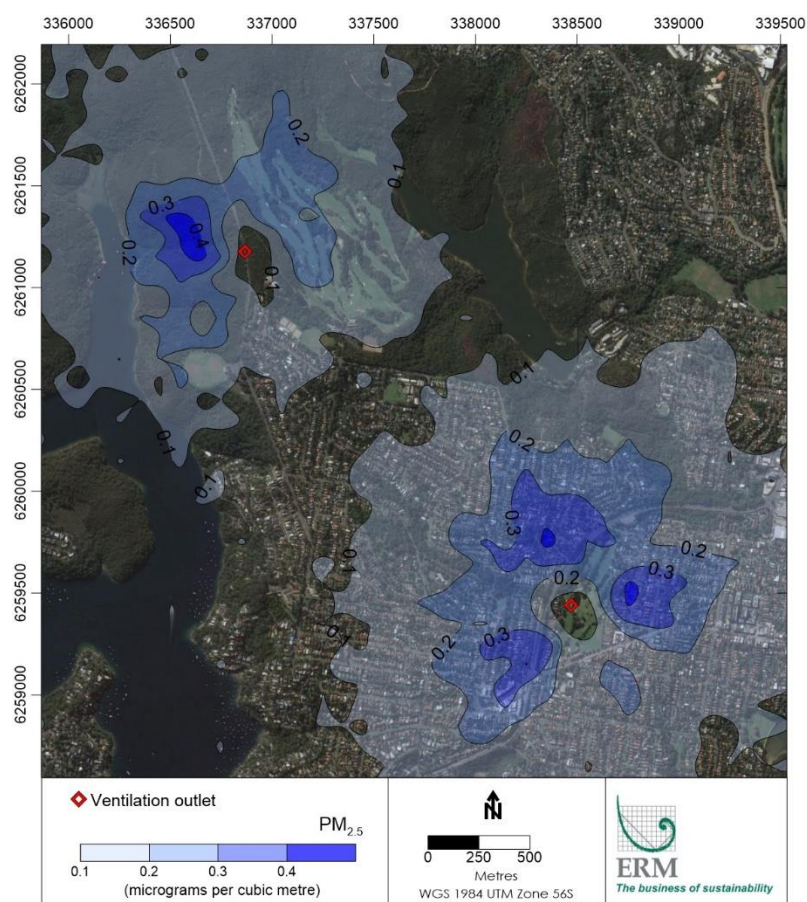 336000 336500 337000 337500 338000 338500 339000 339500
6262000
6261500
6261000
6260500
6260000
6259500
6259000
0.2
0.1
0.3
0.4
0.2
0.1
0.1
0.1
0.2
0.1
0.3
0.2
0.1
0.2
0.3
0.1
0.2
0.3
Ventilation outlet
PM2.5
0.1 0.2 0.3 0.4
(micrograms per cubic metre)
N
0 250 500
Metres
WGS 1984 UTM Zone 56S
ERM
The business of sustainability